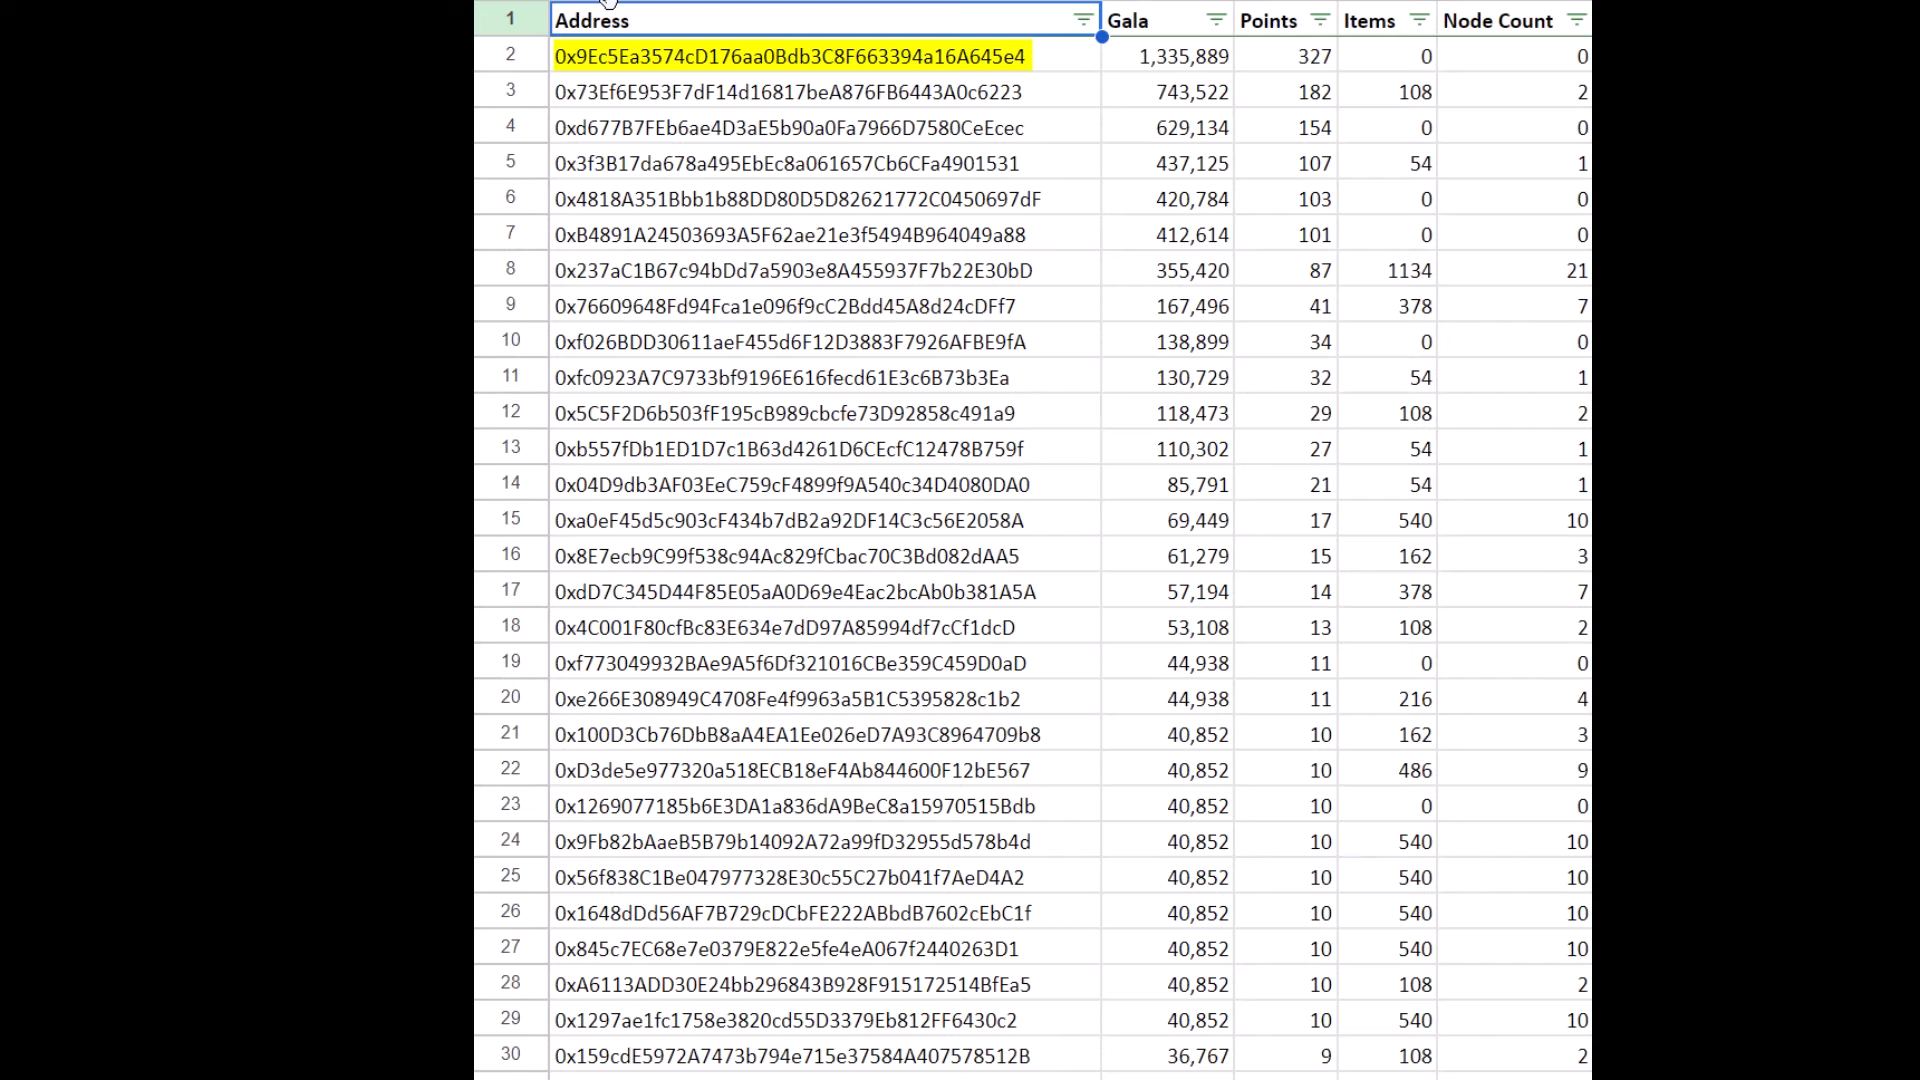 1 Address Gala Points Items Node Count
2 0x9Ec5Ea3574cD176aa0Bdb3C8F663394a16A645e4 1,335,889 327 0 0
3 0x73Ef6E953F7dF14d16817beA876FB6443A0c6223 743,522 182 108 2
4 0xd677B7FEb6ae4D3aE5b90a0Fa7966D7580CeEcec 629,134 154 0 0
5 0x3f3B17da678a495EbEc8a061657Cb6CFa4901531 437,125 107 54 1
6 0x4818A351Bbb1b88DD80D5D82621772C0450697dF 420,784 103 0 0
7 0xB4891A24503693A5F62ae21e3f5494B964049a88 412,614 101 0 0
8 0x237aC1B67c94bDd7a5903e8A455937F7b22E30bD 355,420 87 1134 21
9 0x76609648Fd94Fca1e096f9cC2Bdd45A8d24cDFf7 167,496 41 378 7
10 0xf026BDD30611aeF455d6F12D3883F7926AFBE9fA 138,899 34 0 0
11 0xfc0923A7C9733bf9196E616fecd61E3c6B73b3Ea 130,729 32 54 1
12 0x5C5F2D6b503fF195cB989cbcfe73D92858c491a9 118,473 29 108 2
13 0xb557fDb1ED1D7c1B63d4261D6CEcfC12478B759f 110,302 27 54 1
14 0x04D9db3AF03EeC759cF4899f9A540c34D4080DA0 85,791 21 54 1
15 0xa0eF45d5c903cF434b7dB2a92DF14C3c56E2058A 69,449 17 540 10
16 0x8E7ecb9C99f538c94Ac829fCbac70C3Bd082dAA5 61,279 15 162 3
17 0xdD7C345D44F85E05aA0D69e4Eac2bcAb0b381A5A 57,194 14 378 7
18 0x4C001F80cfBc83E634e7dD97A85994df7cCf1dcD 53,108 13 108 2
19 0xf773049932BAe9A5f6Df321016CBe359C459D0aD 44,938 11 0 0
20 0xe266E308949C4708Fe4f9963a5B1C5395828c1b2 44,938 11 216 4
21 0x100D3Cb76DbB8aA4EA1Ee026eD7A93C8964709b8 40,852 10 162 3
22 0xD3de5e977320a518ECB18eF4Ab844600F12bE567 40,852 10 486 9
23 0x1269077185b6E3DA1a836dA9BeC8a15970515Bdb 40,852 10 0 0
24 0x9Fb82bAaeB5B79b14092A72a99fD32955d578b4d 40,852 10 540 10
25 0x56f838C1Be047977328E30c55C27b041f7AeD4A2 40,852 10 540 10
26 0x1648dDd56AF7B729cDCbFE222ABbdB7602cEbC1f 40,852 10 540 10
27 0x845c7EC68e7e0379E822e5fe4eA067f2440263D1 40,852 10 540 10
28 0xA6113ADD30E24bb296843B928F915172514BfEa5 40,852 10 108 2
29 0x1297ae1fc1758e3820cd55D3379Eb812FF6430c2 40,852 10 540 10
30 0x159cdE5972A7473b794e715e37584A407578512B 36,767 9 108 2